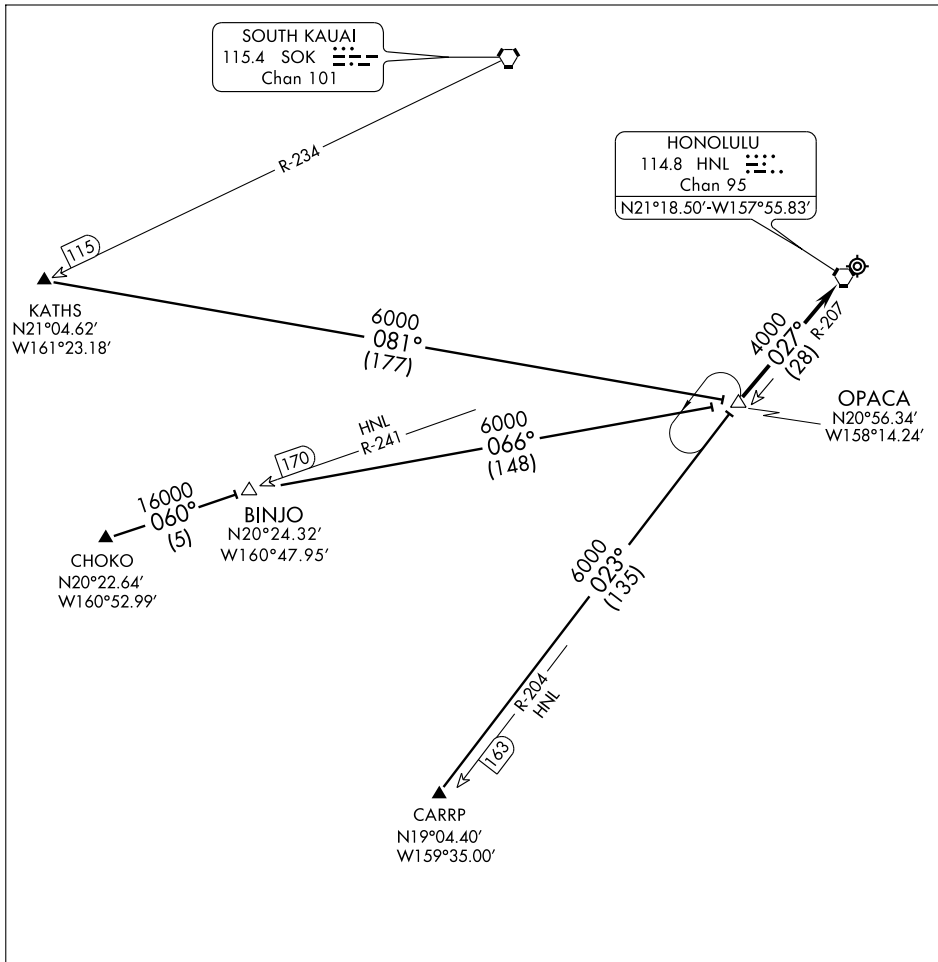 SOUTH KAUAI
115.4 SOK
Chan 101
R-234
HONOLULU
114.8 HNL
Chan 95
N21°18.50′-W157°55.83′
115
KATHS
N21°04.62′
W161°23.18′
6000
081°
(177)
4000
027°
(28)
R-207
OPACA
N20°56.34′
W158°14.24′
HNL
R-241
170
6000
066°
(148)
16000
060°
(5)
BINJO
N20°24.32′
W160°47.95′
CHOKO
N20°22.64′
W160°52.99′
6000
023°
(135)
R-204
HNL
163
CARRP
N19°04.40′
W159°35.00′